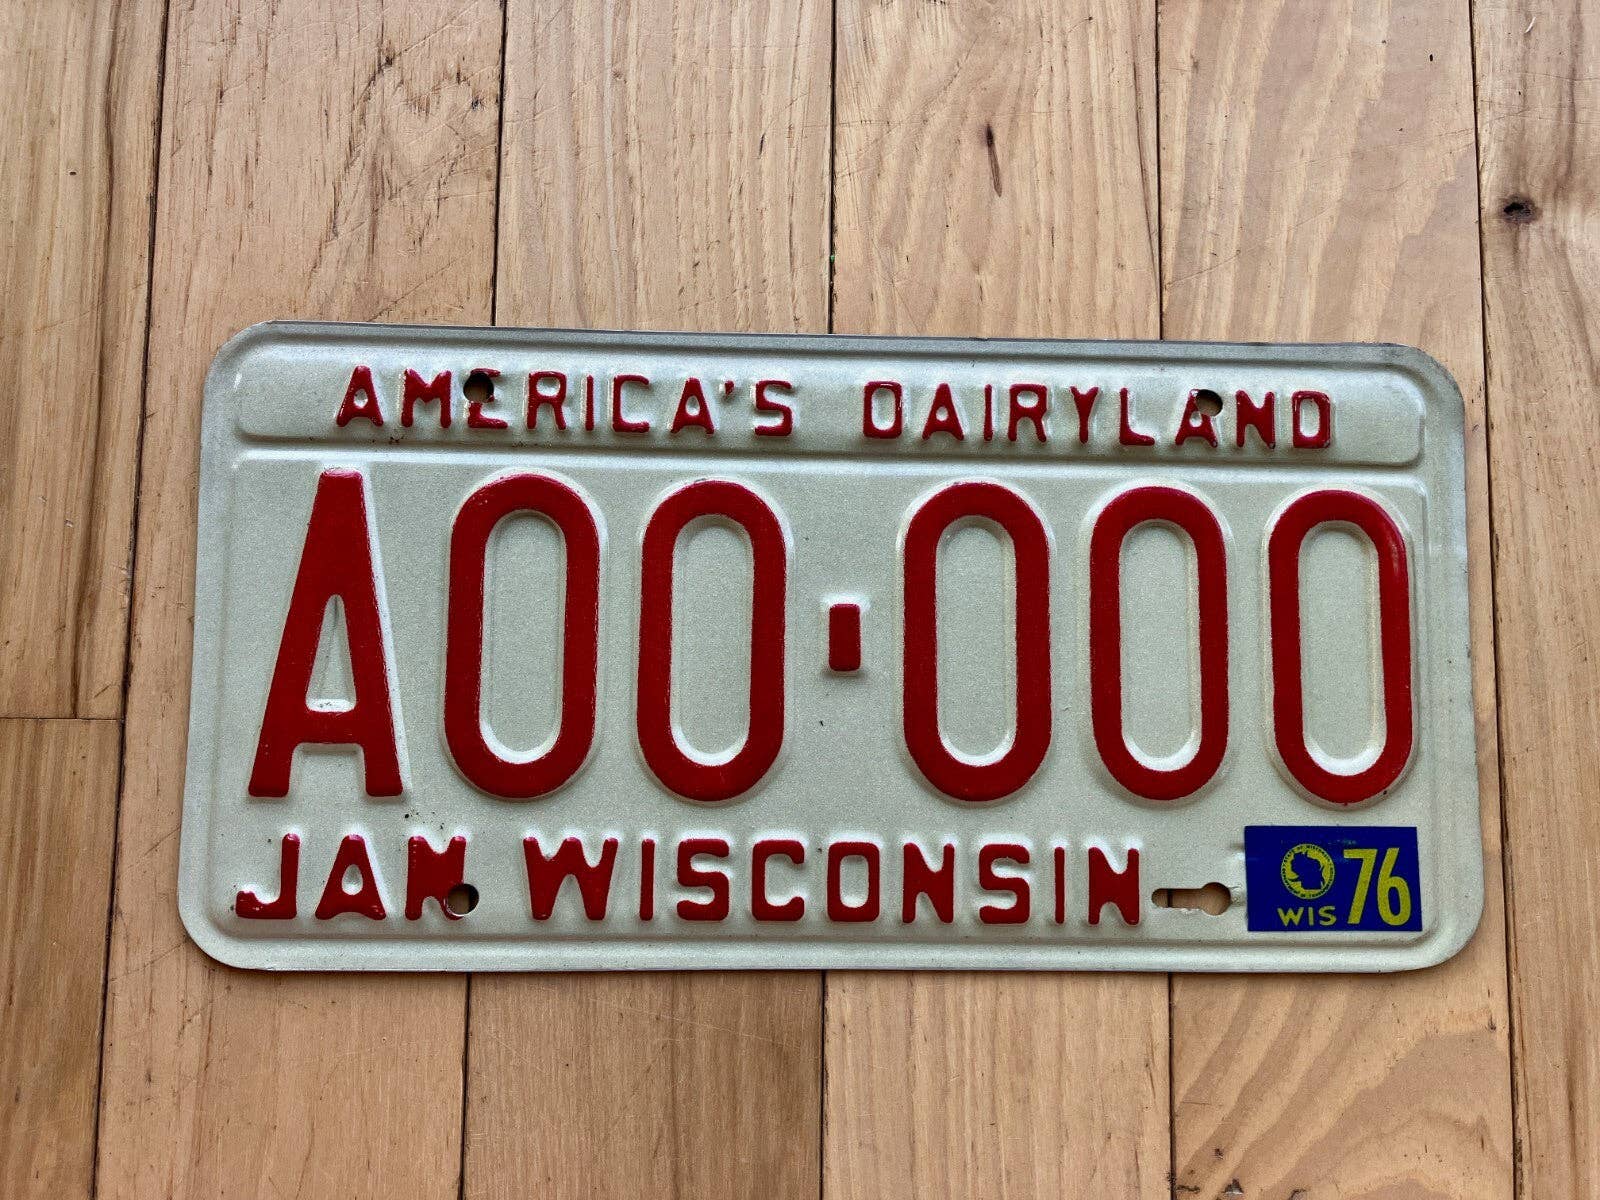 AMERICA'S DAIRYLAND
A00-000
JAN WISCONSIN
WIS 76